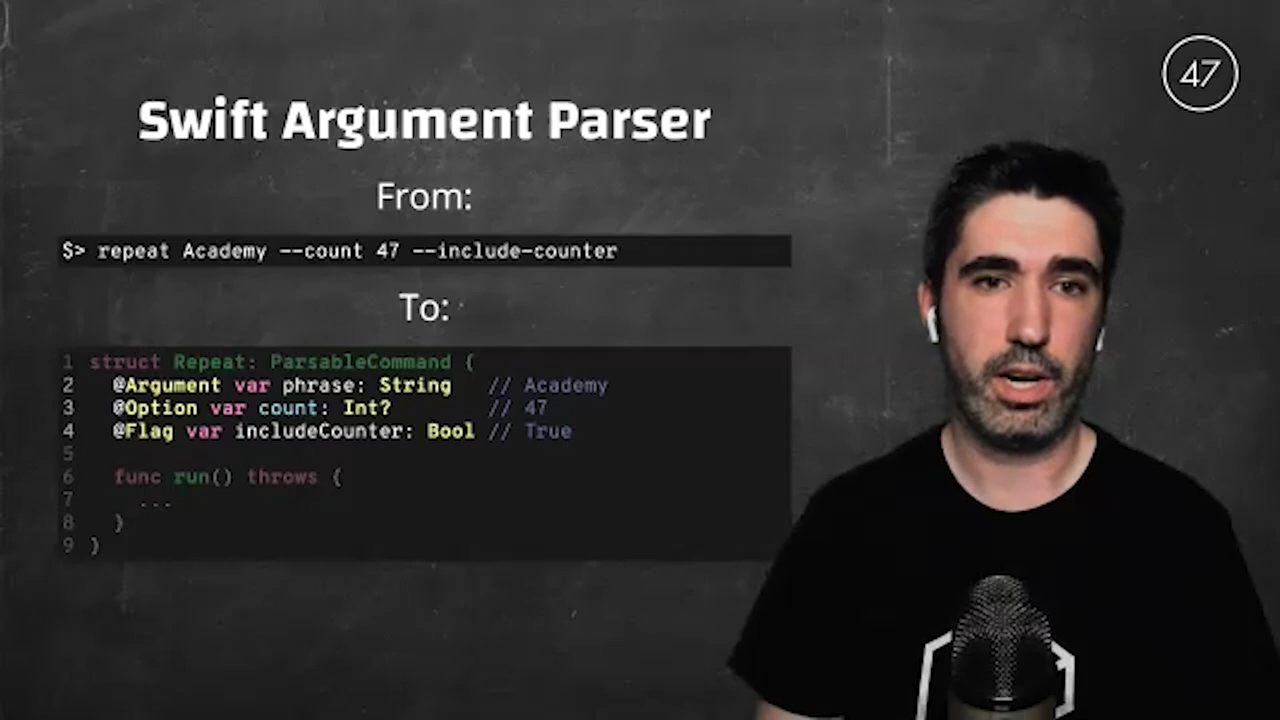 47
Swift Argument Parser
From:
$> repeat Academy --count 47 --include-counter
To:
1 struct Repeat: ParsableCommand {
2   @Argument var phrase: String   // Academy
3   @Option var count: Int?        // 47
4   @Flag var includeCounter: Bool // True
5
6   func run() throws {
7     ...
8   }
9 }